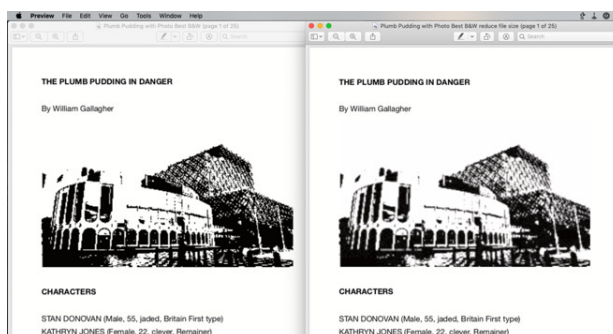 Preview File Edit View Go Tools Window Help
Plumb Pudding with Photo Best B&W (page 1 of 25)
Search
THE PLUMB PUDDING IN DANGER
By William Gallagher
CHARACTERS
STAN DONOVAN (Male, 55, jaded, Britain First type)
KATHRYN JONES (Female, 22, clever, Remainer)
Plumb Pudding with Photo Best B&W reduce file size (page 1 of 25)
Search
THE PLUMB PUDDING IN DANGER
By William Gallagher
CHARACTERS
STAN DONOVAN (Male, 55, jaded, Britain First type)
KATHRYN JONES (Female, 22, clever, Remainer)